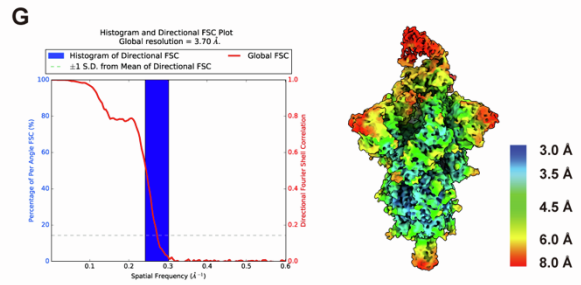 G
Histogram and Directional FSC Plot
Global resolution = 3.70 Å.
Histogram of Directional FSC
Global FSC
±1 S.D. from Mean of Directional FSC
Percentage of Per Angle FSC (%)
100
80
60
40
20
0
0.1
0.2
0.3
0.4
0.5
0.6
Spatial Frequency (Å⁻¹)
1.0
0.8
0.6
0.4
0.2
0.0
Directional Fourier Shell Correlation
3.0 Å
3.5 Å
4.5 Å
6.0 Å
8.0 Å